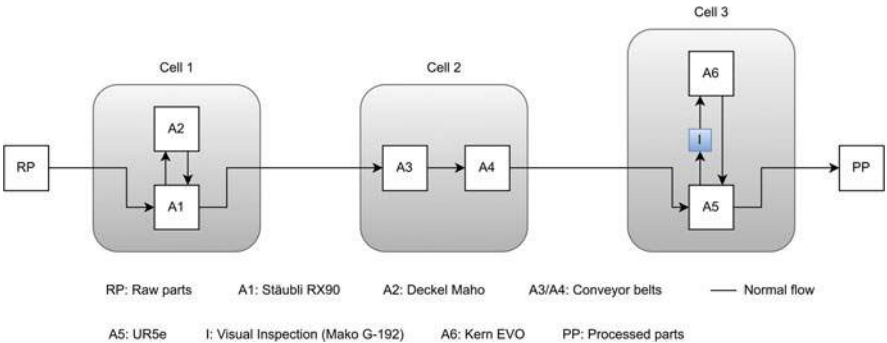 Cell 3
Cell 1
Cell 2
A6
A2
I
RP
A3
A4
PP
A1
A5
RP: Raw parts A1: Stäubli RX90 A2: Deckel Maho A3/A4: Conveyor belts Normal flow
A5: UR5e I: Visual Inspection (Mako G-192) A6: Kern EVO PP: Processed parts